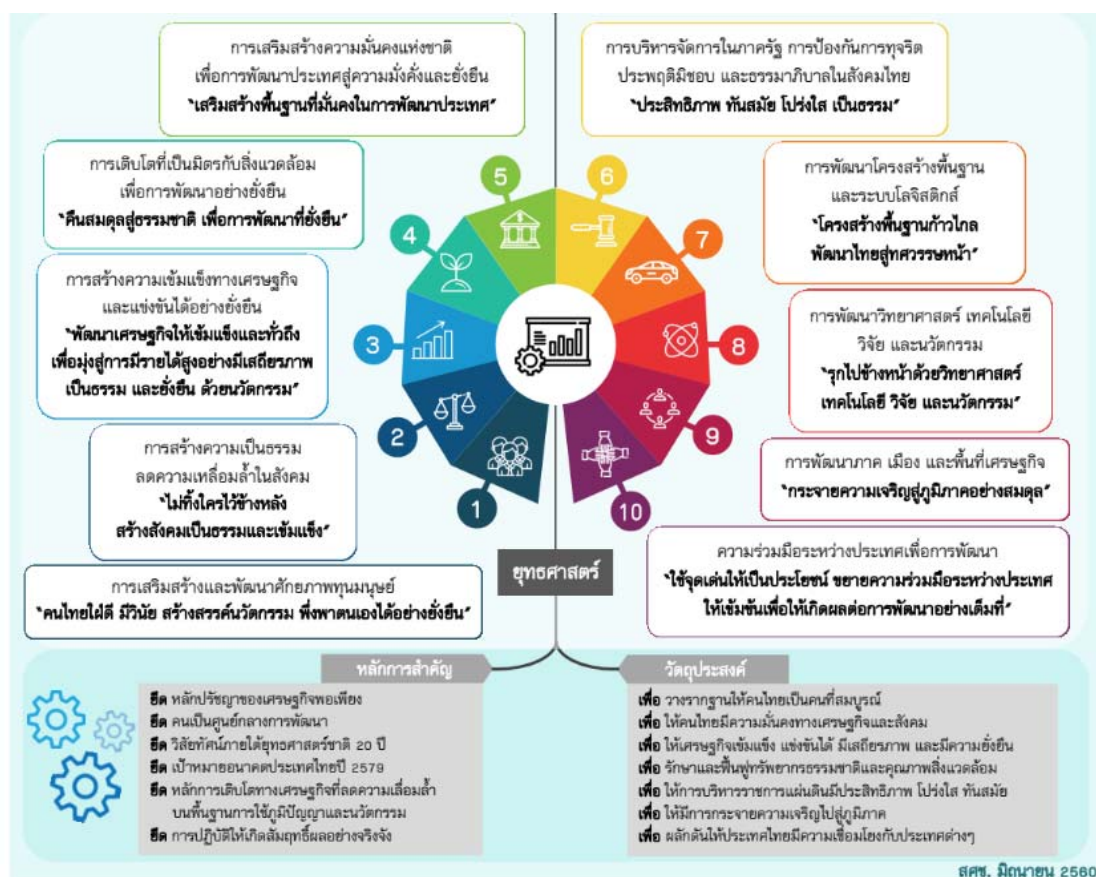 การเสริมสร้างความมั่นคงแห่งชาติ
เพื่อการพัฒนาประเทศสู่ความมั่งคั่งและยั่งยืน
“เสริมสร้างพื้นฐานที่มั่นคงในการพัฒนาประเทศ”
การบริหารจัดการในภาครัฐ การป้องกันการทุจริต
ประพฤติมิชอบ และธรรมาภิบาลในสังคมไทย
“ประสิทธิภาพ ทันสมัย โปร่งใส เป็นธรรม”
การเติบโตที่เป็นมิตรกับสิ่งแวดล้อม
เพื่อการพัฒนาอย่างยั่งยืน
“คืนสมดุลสู่ธรรมชาติ เพื่อการพัฒนาที่ยั่งยืน”
การพัฒนาโครงสร้างพื้นฐาน
และระบบโลจิสติกส์
“โครงสร้างพื้นฐานก้าวไกล
พัฒนาไทยสู่ทศวรรษหน้า”
การสร้างความเข้มแข็งทางเศรษฐกิจ
และแข่งขันได้อย่างยั่งยืน
“พัฒนาเศรษฐกิจให้เข้มแข็งและทั่วถึง
เพื่อมุ่งสู่การมีรายได้สูงอย่างมีเสถียรภาพ
เป็นธรรม และยั่งยืน ด้วยนวัตกรรม”
การพัฒนาวิทยาศาสตร์ เทคโนโลยี
วิจัย และนวัตกรรม
“รุกไปข้างหน้าด้วยวิทยาศาสตร์
เทคโนโลยี วิจัย และนวัตกรรม”
การสร้างความเป็นธรรม
ลดความเหลื่อมล้ำในสังคม
“ไม่ทิ้งใครไว้ข้างหลัง
สร้างสังคมเป็นธรรมและเข้มแข็ง”
การพัฒนาภาค เมือง และพื้นที่เศรษฐกิจ
“กระจายความเจริญสู่ภูมิภาคอย่างสมดุล”
การเสริมสร้างและพัฒนาศักยภาพทุนมนุษย์
“คนไทยใฝ่ดี มีวินัย สร้างสรรค์นวัตกรรม พึ่งพาตนเองได้อย่างยั่งยืน”
ความร่วมมือระหว่างประเทศเพื่อการพัฒนา
“ใช้จุดเด่นให้เป็นประโยชน์ ขยายความร่วมมือระหว่างประเทศ
ให้เข้มข้นเพื่อให้เกิดผลต่อการพัฒนาอย่างเต็มที่”
1
2
3
4
5
6
7
8
9
10
ยุทธศาสตร์
หลักการสำคัญ
ยึด หลักปรัชญาของเศรษฐกิจพอเพียง
ยึด คนเป็นศูนย์กลางการพัฒนา
ยึด วิสัยทัศน์ภายใต้ยุทธศาสตร์ชาติ 20 ปี
ยึด เป้าหมายอนาคตประเทศไทยปี 2579
ยึด หลักการเติบโตทางเศรษฐกิจที่ลดความเลื่อมล้ำ
บนพื้นฐานการใช้ภูมิปัญญาและนวัตกรรม
ยึด การปฏิบัติให้เกิดสัมฤทธิ์ผลอย่างจริงจัง
วัตถุประสงค์
เพื่อ วางรากฐานให้คนไทยเป็นคนที่สมบูรณ์
เพื่อ ให้คนไทยมีความมั่นคงทางเศรษฐกิจและสังคม
เพื่อ ให้เศรษฐกิจเข้มแข็ง แข่งขันได้ มีเสถียรภาพ และมีความยั่งยืน
เพื่อ รักษาและฟื้นฟูทรัพยากรธรรมชาติและคุณภาพสิ่งแวดล้อม
เพื่อ ให้การบริหารราชการแผ่นดินมีประสิทธิภาพ โปร่งใส ทันสมัย
เพื่อ ให้มีการกระจายความเจริญไปสู่ภูมิภาค
เพื่อ ผลักดันให้ประเทศไทยมีความเชื่อมโยงกับประเทศต่างๆ
สศช. มิถุนายน 2560